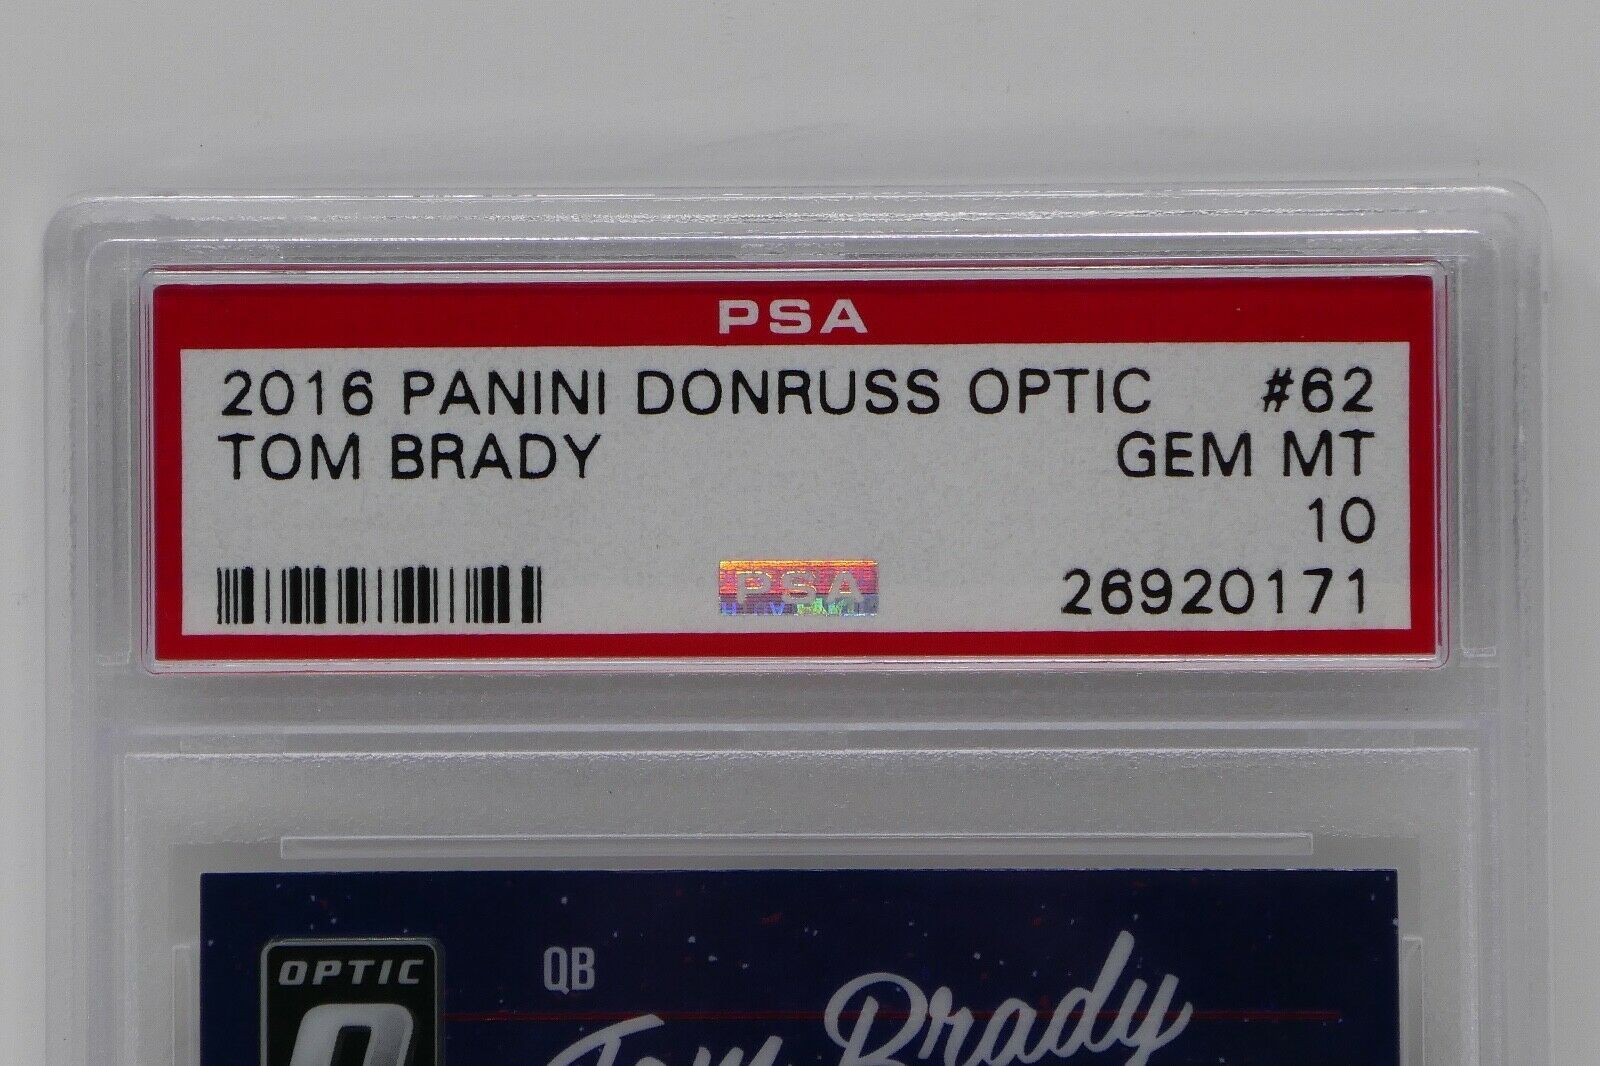 PSA
2016 PANINI DONRUSS OPTIC #62
TOM BRADY GEM MT
10
PSA 26920171
OPTIC QB
Tom Brady